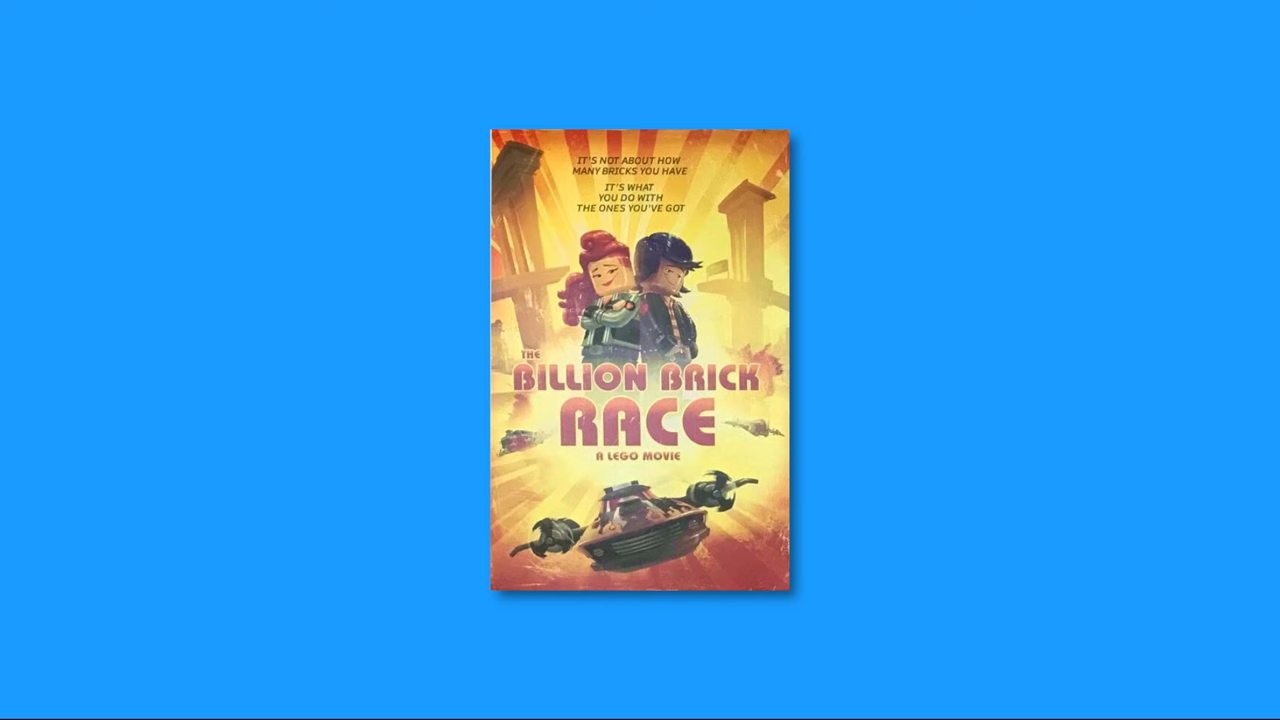 IT'S NOT ABOUT HOW
MANY BRICKS YOU HAVE
IT'S WHAT
YOU DO WITH
THE ONES YOU'VE GOT
THE
BILLION BRICK
RACE
A LEGO MOVIE